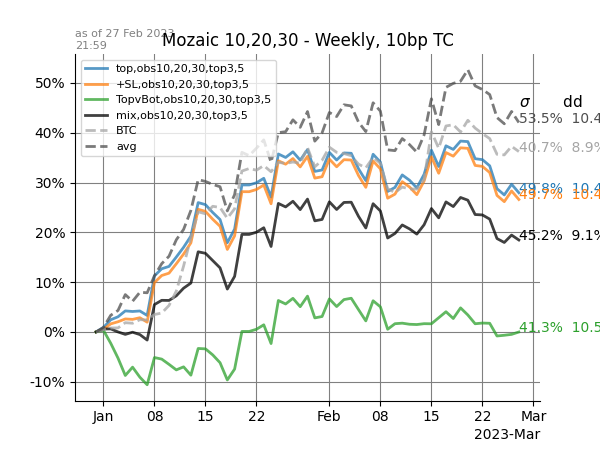 as of 27 Feb 2023
21:59
Mozaic 10,20,30 - Weekly, 10bp TC
top,obs10,20,30,top3,5
+SL,obs10,20,30,top3,5
TopvBot,obs10,20,30,top3,5
mix,obs10,20,30,top3,5
BTC
avg
σ dd
53.5% 10.4
40.7% 8.9%
49.8% 10.4
49.7% 10.4
45.2% 9.1%
41.3% 10.5
50%
40%
30%
20%
10%
0%
-10%
Jan 08 15 22 Feb 08 15 22 Mar
2023-Mar